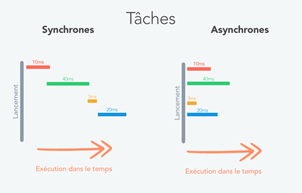 Tâches
Synchrones
Asynchrones
Lancement
10ms
40ms
5ms
20ms
Exécution dans le temps
Lancement
10ms
40ms
5ms
20ms
Exécution dans le temps